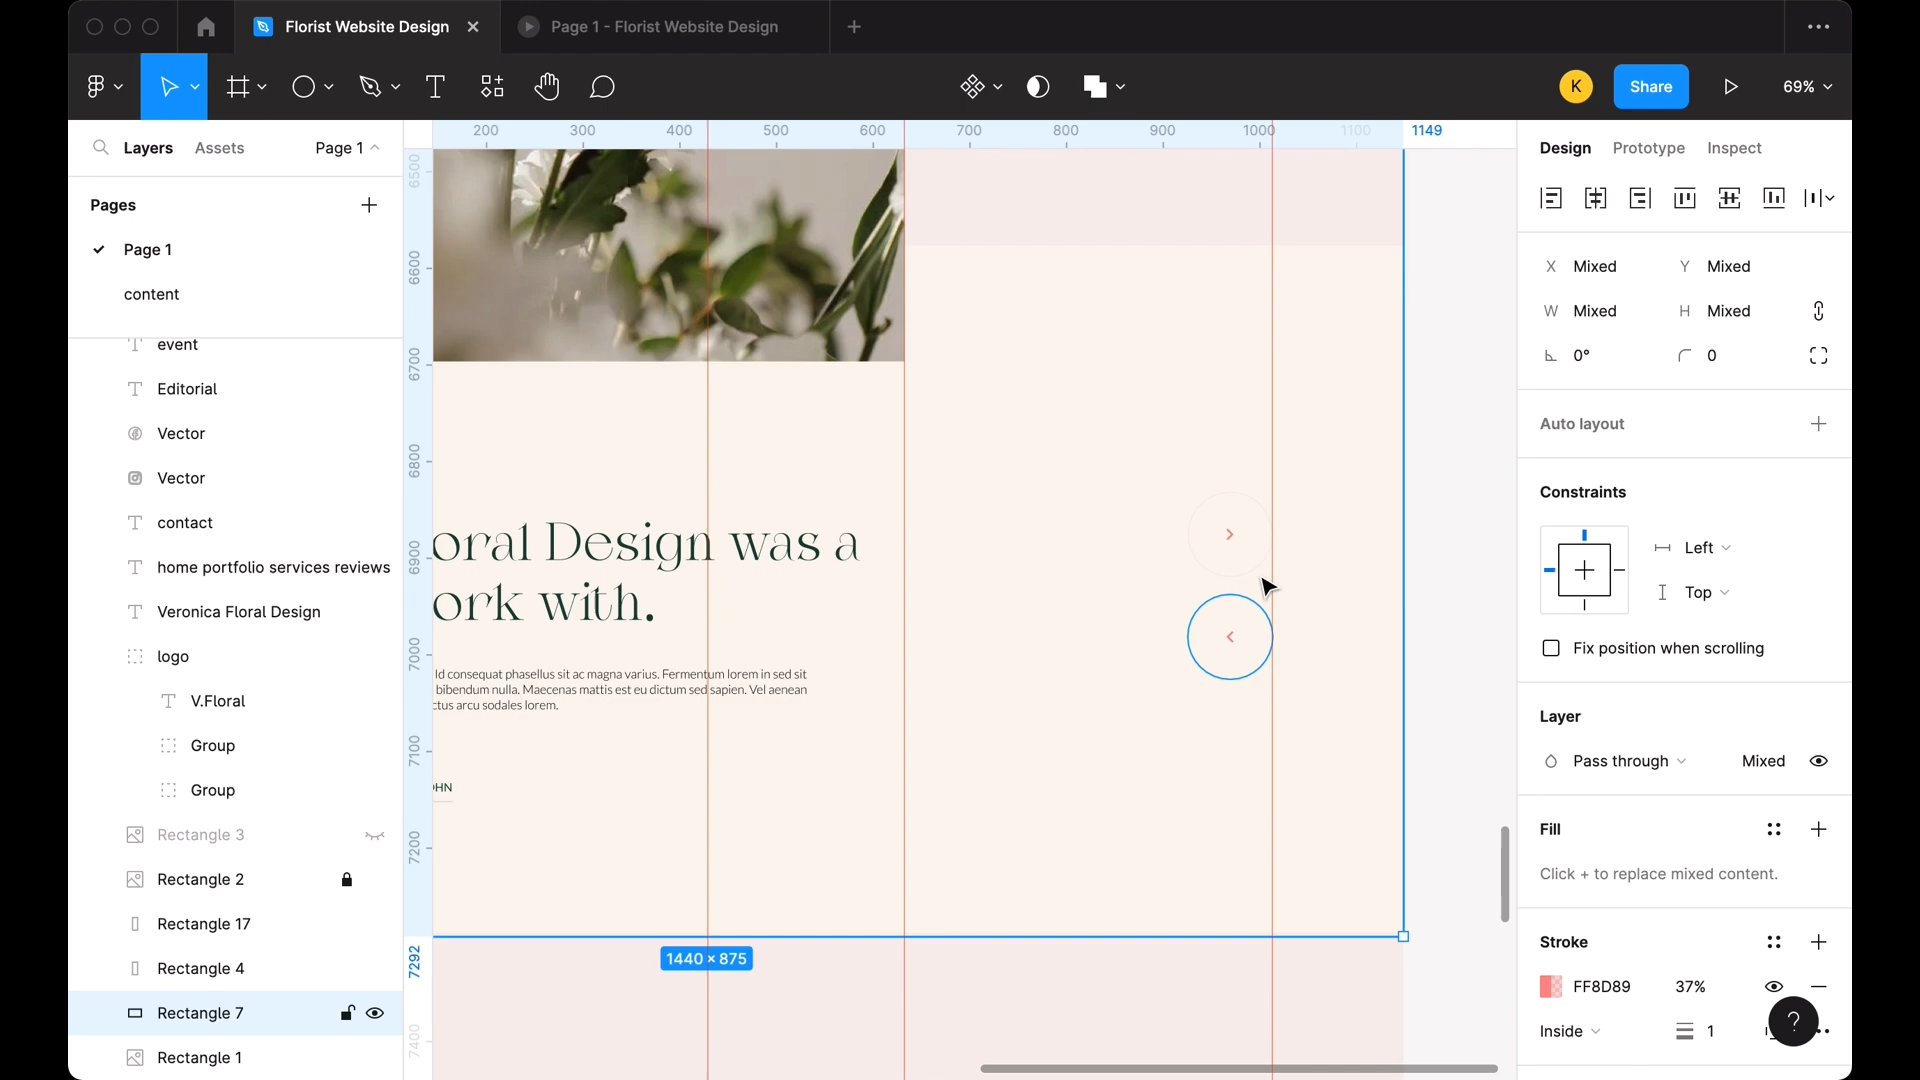 Florist Website Design
Page 1 - Florist Website Design
K
Share
69%
Layers
Assets
Page 1
Pages
Page 1
content
event
Editorial
Vector
Vector
contact
home portfolio services reviews
Veronica Floral Design
logo
V.Floral
Group
Group
Rectangle 3
Rectangle 2
Rectangle 17
Rectangle 4
Rectangle 7
Rectangle 1
200 300 400 500 600 700 800 900 1000 1100 1149
6500
6600
6700
6800
6900
7000
7100
7200
7292
7400
oral Design was a
ork with.
Id consequat phasellus sit ac magna varius. Fermentum lorem in sed sit
bibendum nulla. Maecenas mattis est eu dictum sed sapien. Vel aenean
ctus arcu sodales lorem.
OHN
1440 × 875
Design
Prototype
Inspect
X Mixed Y Mixed
W Mixed H Mixed
0° 0
Auto layout
Constraints
Left
Top
Fix position when scrolling
Layer
Pass through Mixed
Fill
Click + to replace mixed content.
Stroke
FF8D89 37%
Inside 1
?